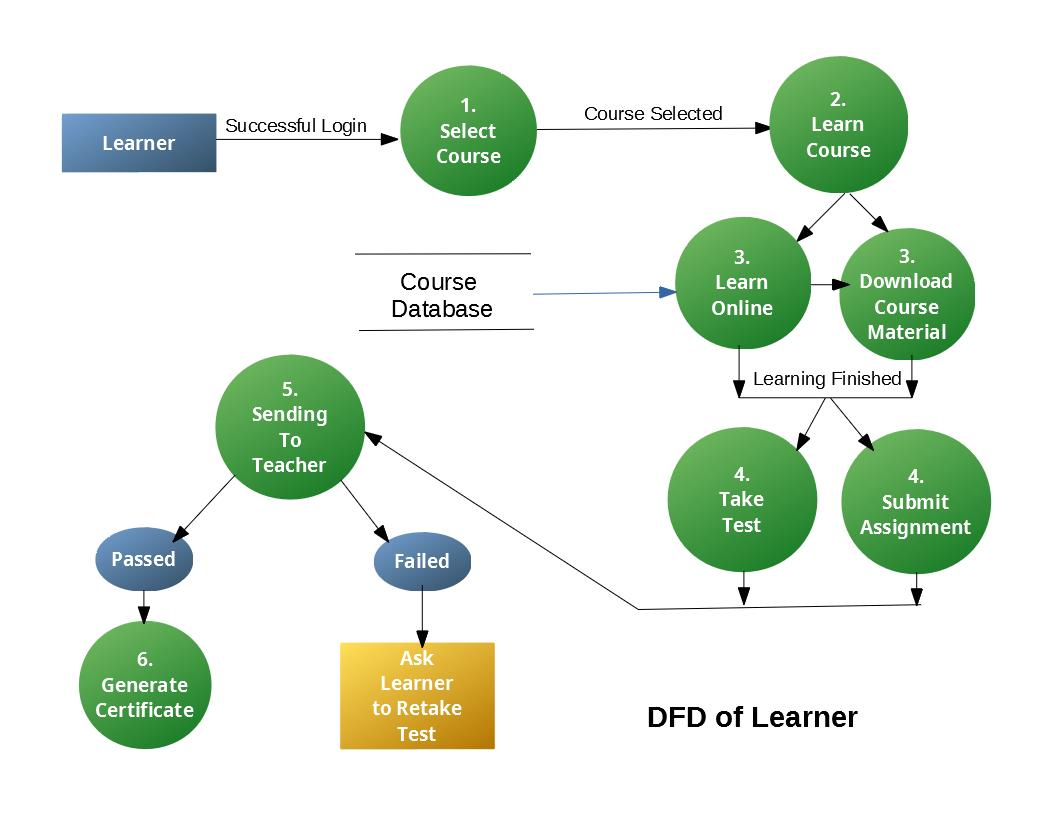 Learner
Successful Login
1.
Select
Course
Course Selected
2.
Learn
Course
Course
Database
3.
Learn
Online
3.
Download
Course
Material
Learning Finished
4.
Take
Test
4.
Submit
Assignment
5.
Sending
To
Teacher
Passed
Failed
6.
Generate
Certificate
Ask
Learner
to Retake
Test
DFD of Learner